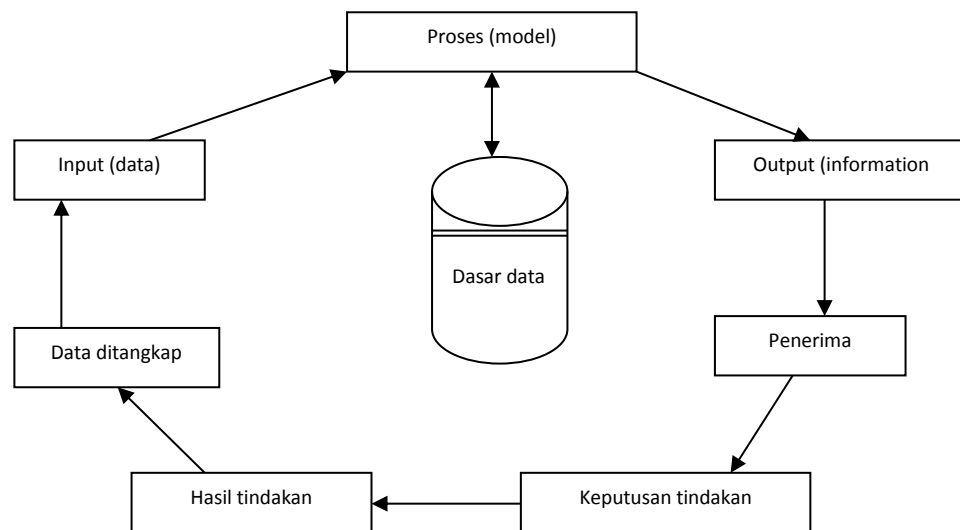 Proses (model)
Input (data)
Output (information
Dasar data
Data ditangkap
Penerima
Hasil tindakan
Keputusan tindakan